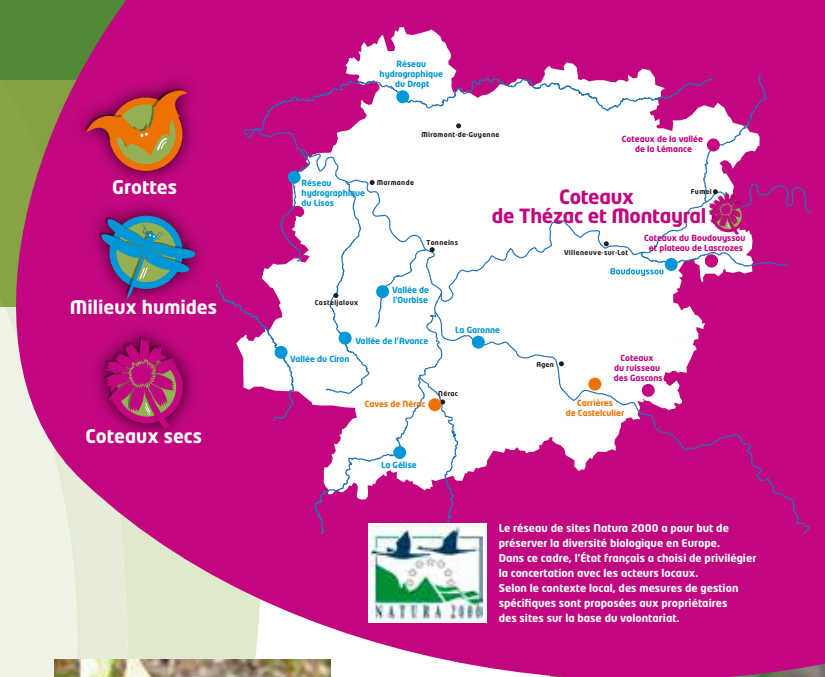 Grottes
Milieux humides
Coteaux secs
Réseau
hydrographique
du Dropt
Miramont-de-Guyenne
Coteaux de la vallée
de la Lémance
Réseau
hydrographique
du Lisos
Marmande
Fumel
Coteaux
de Thézac et Montayral
Tonneins
Villeneuve-sur-Lot
Coteaux du Boudouyssou
et plateau de Lascrozes
Boudouyssou
Vallée de
l'Ourbise
Casteljaloux
Vallée de l'Avance
La Garonne
Vallée du Ciron
Agen
Coteaux
du ruisseau
des Gascons
Nérac
Caves de Nérac
Carrières
de Castelculier
La Gélise
NATURA 2000
Le réseau de sites Natura 2000 a pour but de
préserver la diversité biologique en Europe.
Dans ce cadre, l'État français a choisi de privilégier
la concertation avec les acteurs locaux.
Selon le contexte local, des mesures de gestion
spécifiques sont proposées aux propriétaires
des sites sur la base du volontariat.